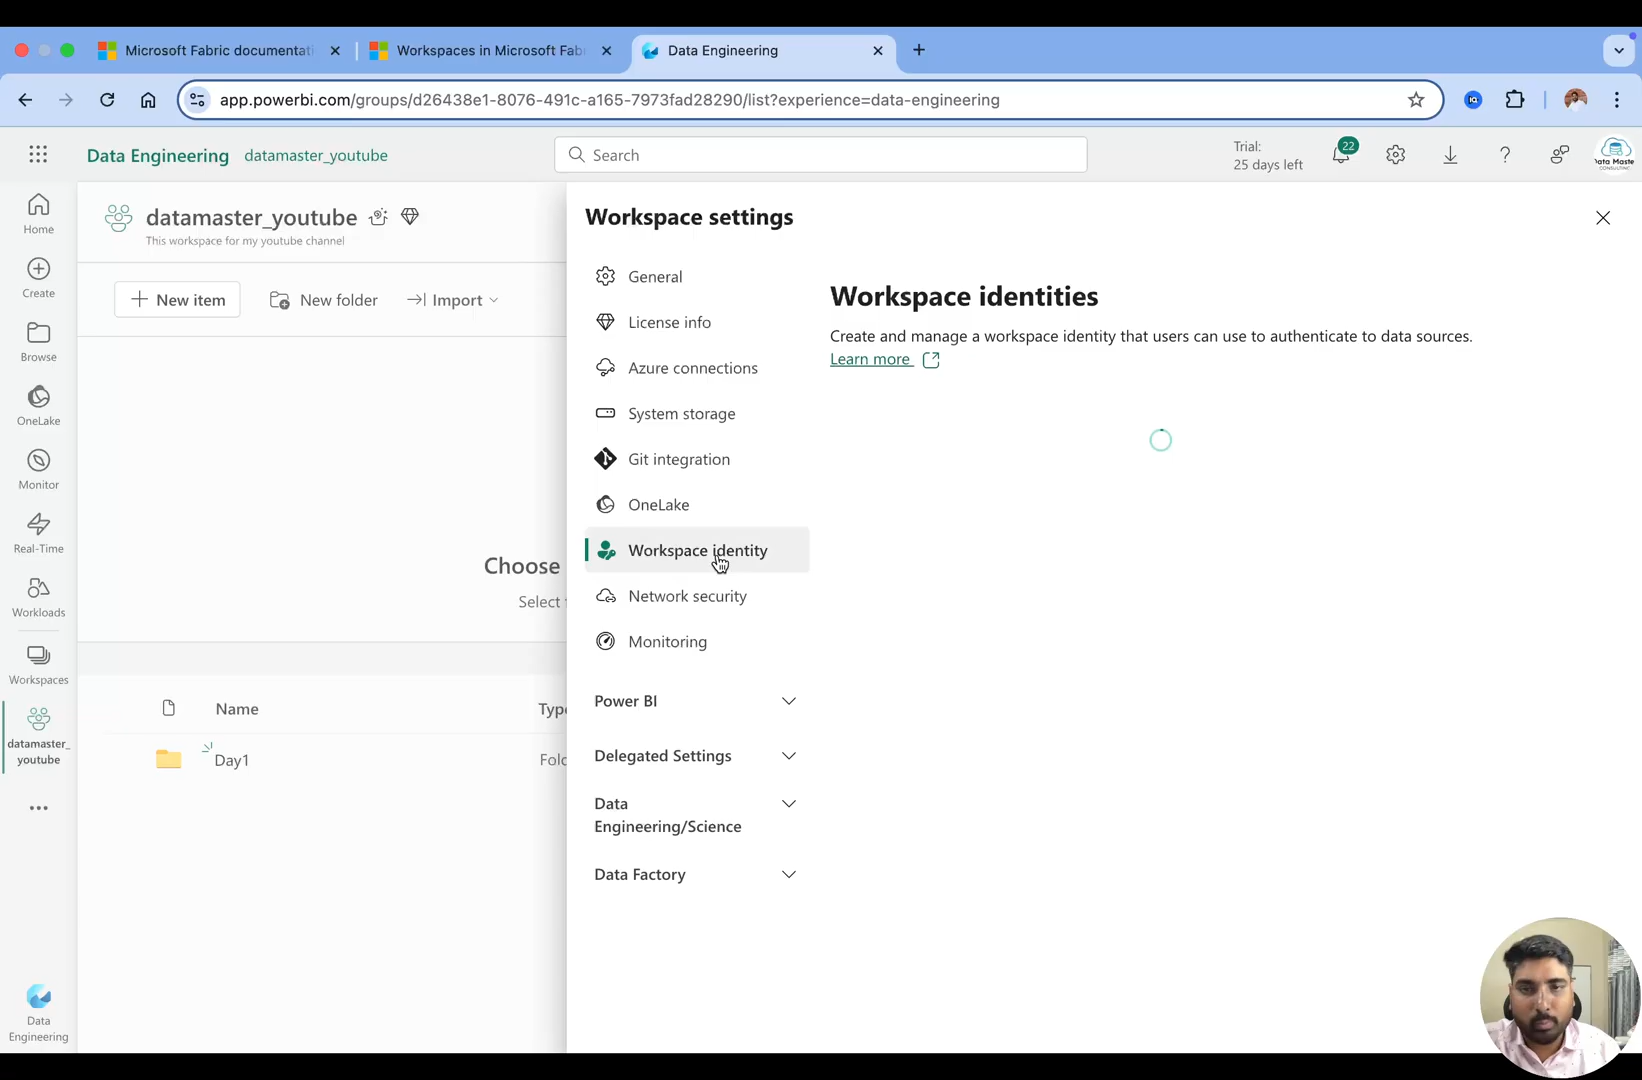 Microsoft Fabric documentati
Workspaces in Microsoft Fab
Data Engineering
app.powerbi.com/groups/d26438e1-8076-491c-a165-7973fad28290/list?experience=data-engineering
Data Engineering
datamaster_youtube
Search
Trial:
25 days left
22
Home
Create
Browse
OneLake
Monitor
Real-Time
Workloads
Workspaces
datamaster_
youtube
Data
Engineering
datamaster_youtube
This workspace for my youtube channel
New item
New folder
Import
Choose
Select
Name
Type
Day1
Fold
Workspace settings
General
License info
Azure connections
System storage
Git integration
OneLake
Workspace identity
Network security
Monitoring
Power BI
Delegated Settings
Data
Engineering/Science
Data Factory
Workspace identities
Create and manage a workspace identity that users can use to authenticate to data sources.
Learn more